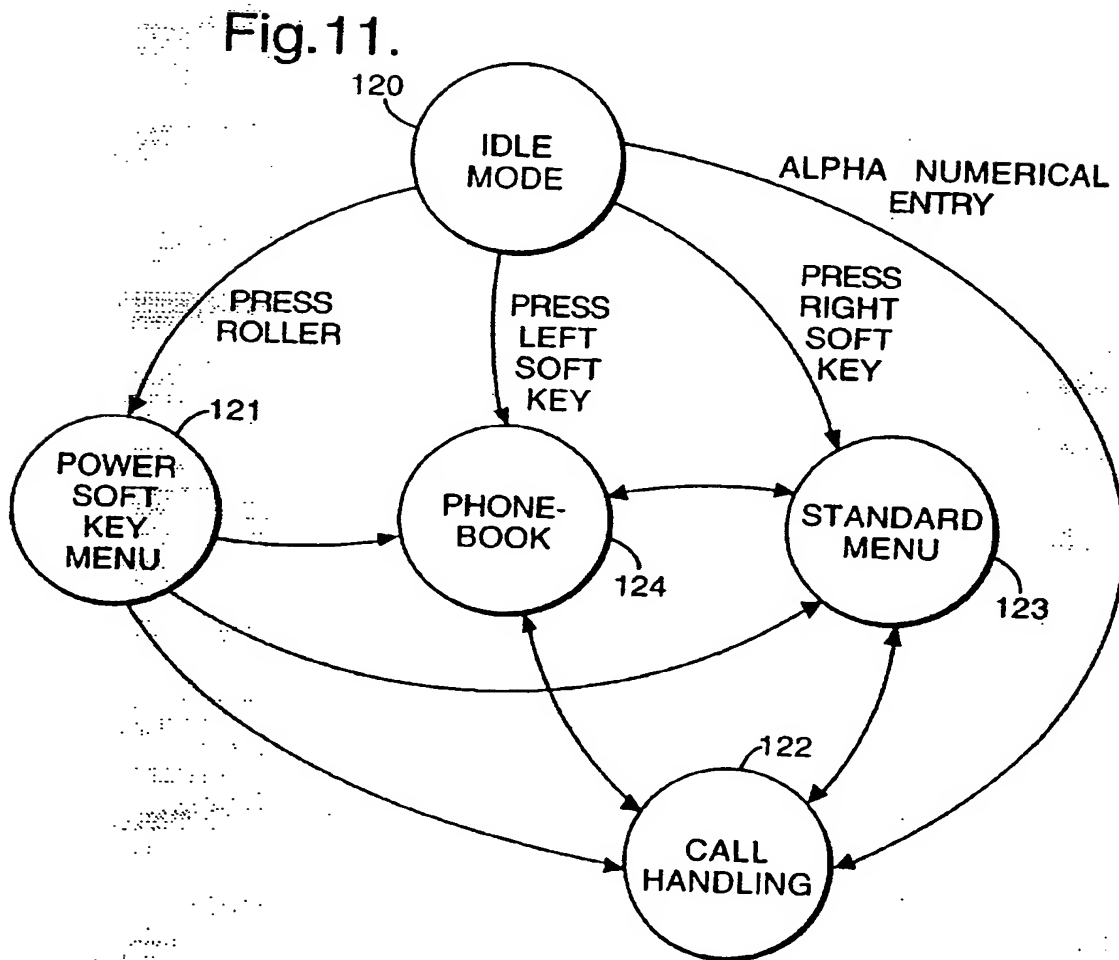 Fig.11.
120
IDLE
MODE
ALPHA NUMERICAL
ENTRY
PRESS
ROLLER
PRESS
LEFT
SOFT
KEY
PRESS
RIGHT
SOFT
KEY
121
POWER
SOFT
KEY
MENU
PHONE-
BOOK
124
STANDARD
MENU
123
122
CALL
HANDLING